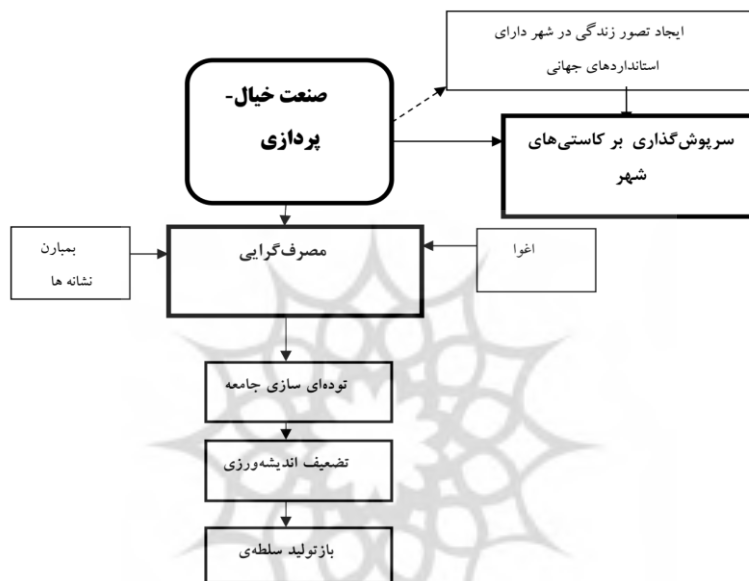 ایجاد تصور زندگی در شهر دارای
استانداردهای جهانی
صنعت خیال-
پردازی
سرپوش‌گذاری بر کاستی‌های
شهر
مصرف‌گرایی
اغوا
بمبارن
نشانه ها
توده‌ای سازی جامعه
تضعیف اندیشه‌ورزی
بازتولید سلطه‌ی